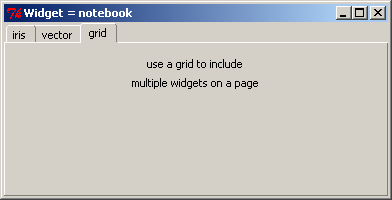 Widget = notebook
iris vector grid
use a grid to include
multiple widgets on a page